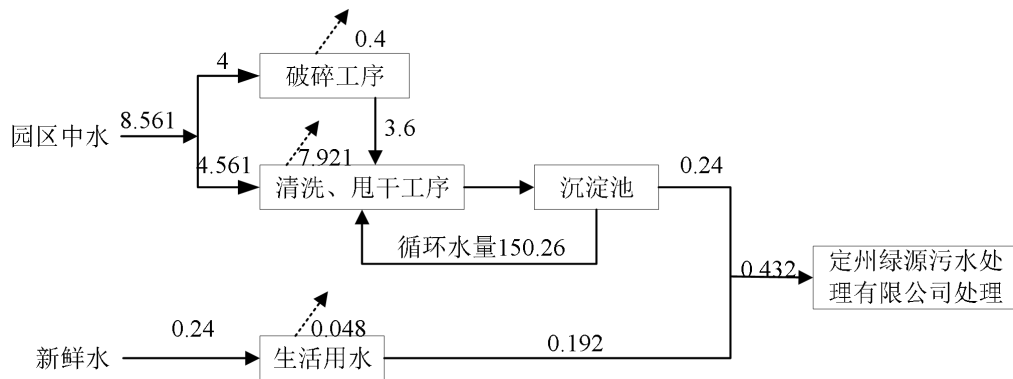 0.4
4
破碎工序
园区中水
8.561
3.6
7.921
4.561
清洗、甩干工序
沉淀池
0.24
循环水量150.26
0.432
定州绿源污水处
理有限公司处理
新鲜水
0.24
0.048
生活用水
0.192